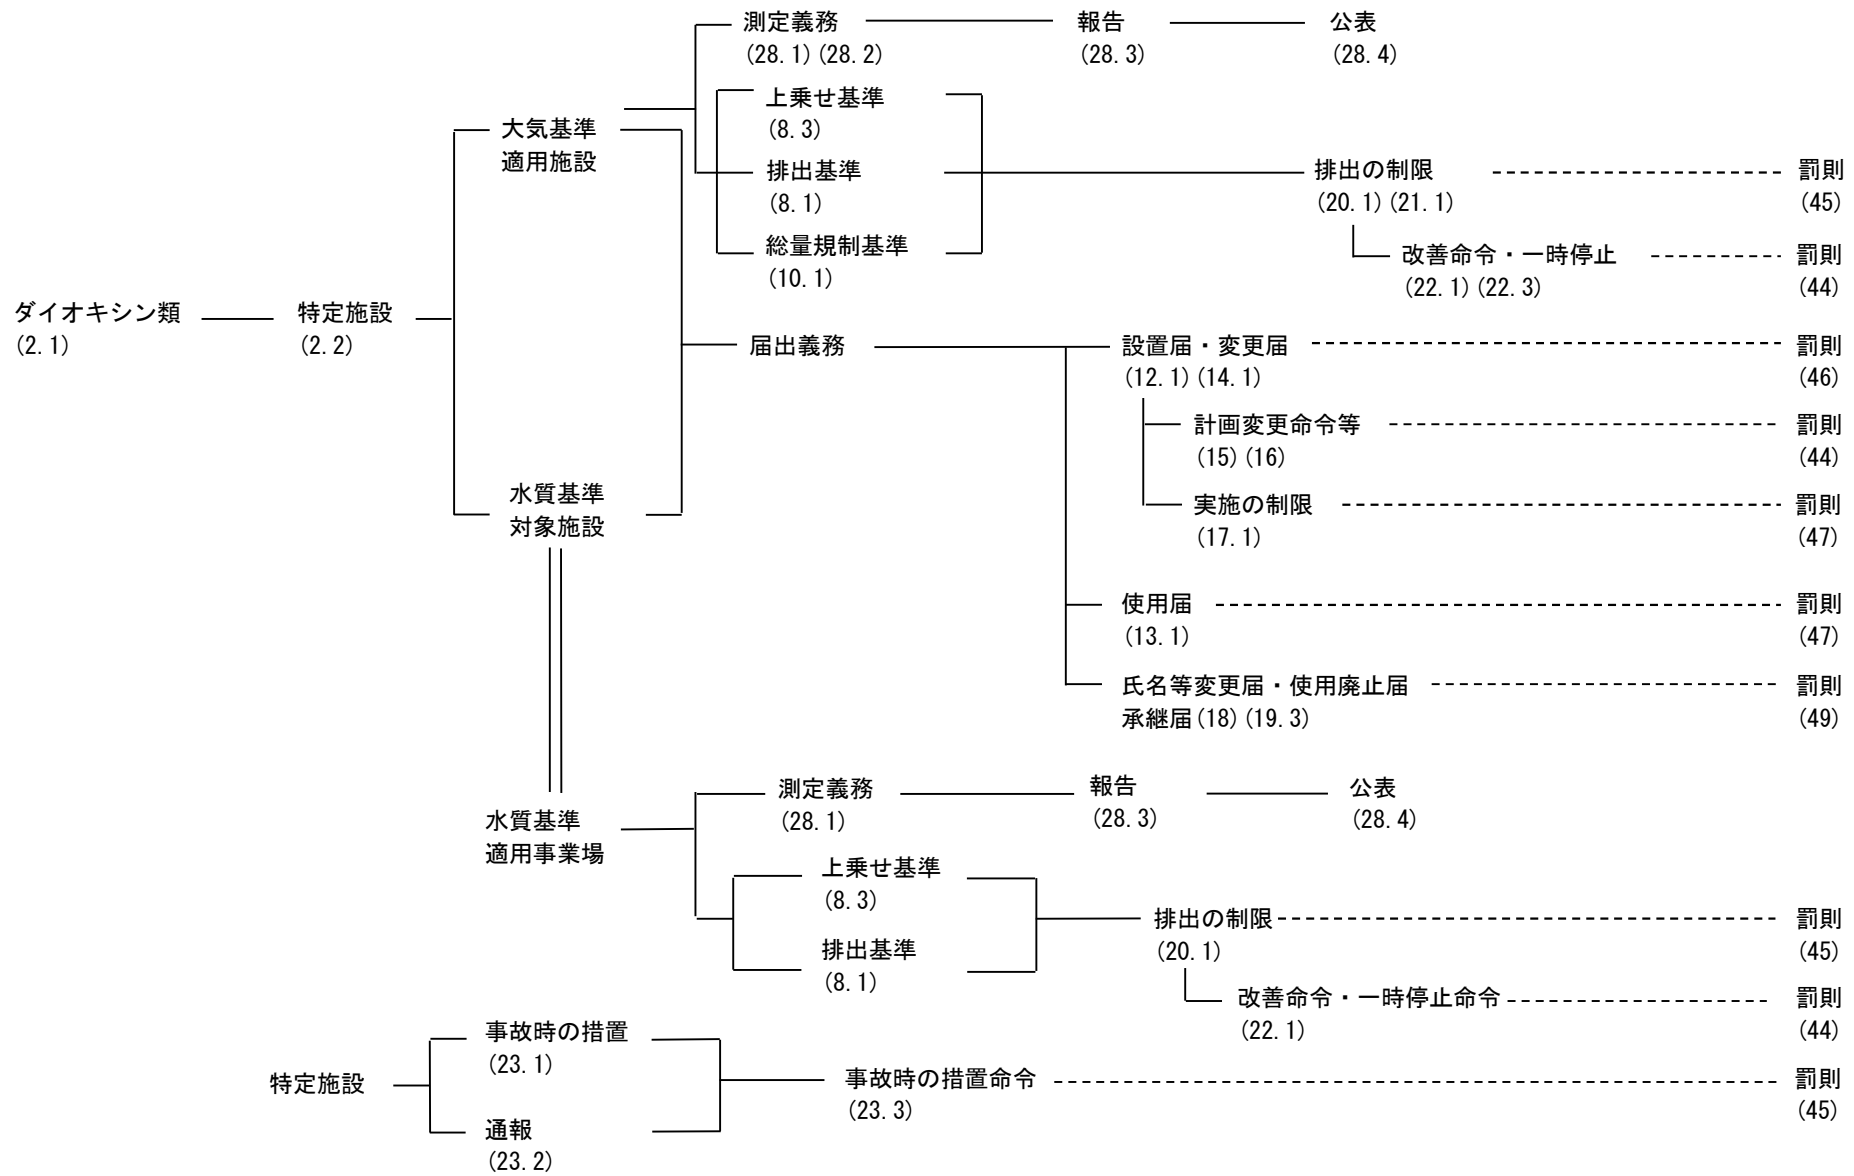 測定義務 報告 公表
(28.1)(28.2) (28.3) (28.4)
上乗せ基準
(8.3)
大気基準
適用施設
排出基準 排出の制限 罰則
(8.1) (20.1)(21.1) (45)
総量規制基準 改善命令・一時停止 罰則
(10.1) (22.1)(22.3) (44)
ダイオキシン類 特定施設
(2.1) (2.2)
届出義務 設置届・変更届 罰則
(12.1)(14.1) (46)
計画変更命令等 罰則
(15)(16) (44)
水質基準
対象施設
実施の制限 罰則
(17.1) (47)
使用届 罰則
(13.1) (47)
氏名等変更届・使用廃止届 罰則
承継届(18)(19.3) (49)
測定義務 報告 公表
(28.1) (28.3) (28.4)
水質基準
適用事業場
上乗せ基準
(8.3)
排出の制限 罰則
(20.1) (45)
排出基準
(8.1)
改善命令・一時停止命令 罰則
(22.1) (44)
事故時の措置
(23.1)
特定施設 事故時の措置命令 罰則
(23.3) (45)
通報
(23.2)